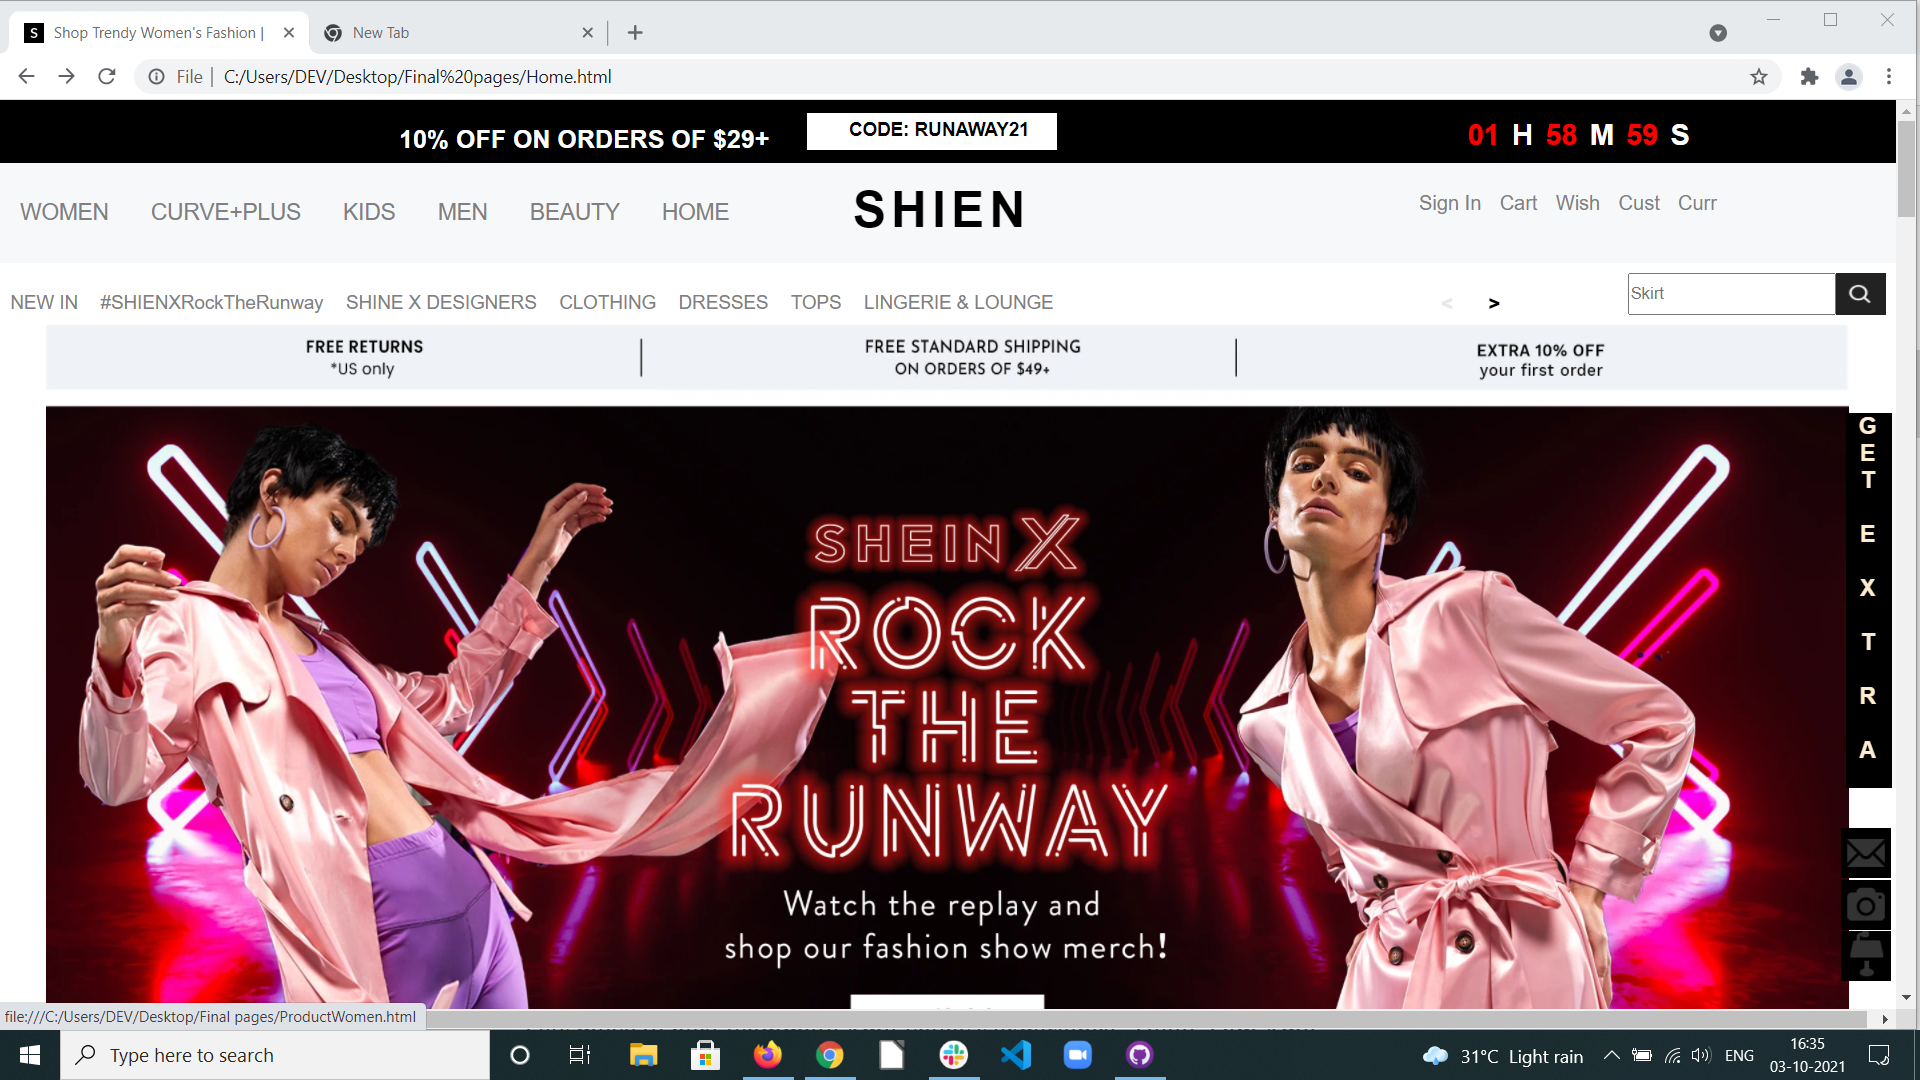 S Shop Trendy Women's Fashion |
New Tab
File | C:/Users/DEV/Desktop/Final%20pages/Home.html
10% OFF ON ORDERS OF $29+
CODE: RUNAWAY21
01 H 58 M 59 S
WOMEN CURVE+PLUS KIDS MEN BEAUTY HOME
SHIEN
Sign In Cart Wish Cust Curr
NEW IN #SHIENXRockTheRunway SHINE X DESIGNERS CLOTHING DRESSES TOPS LINGERIE & LOUNGE
< >
Skirt
FREE RETURNS
*US only
FREE STANDARD SHIPPING
ON ORDERS OF $49+
EXTRA 10% OFF
your first order
SHEIN X
ROCK
THE
RUNWAY
Watch the replay and
shop our fashion show merch!
G
E
T
E
X
T
R
A
file:///C:/Users/DEV/Desktop/Final pages/ProductWomen.html
Type here to search
31°C Light rain
ENG
16:35
03-10-2021